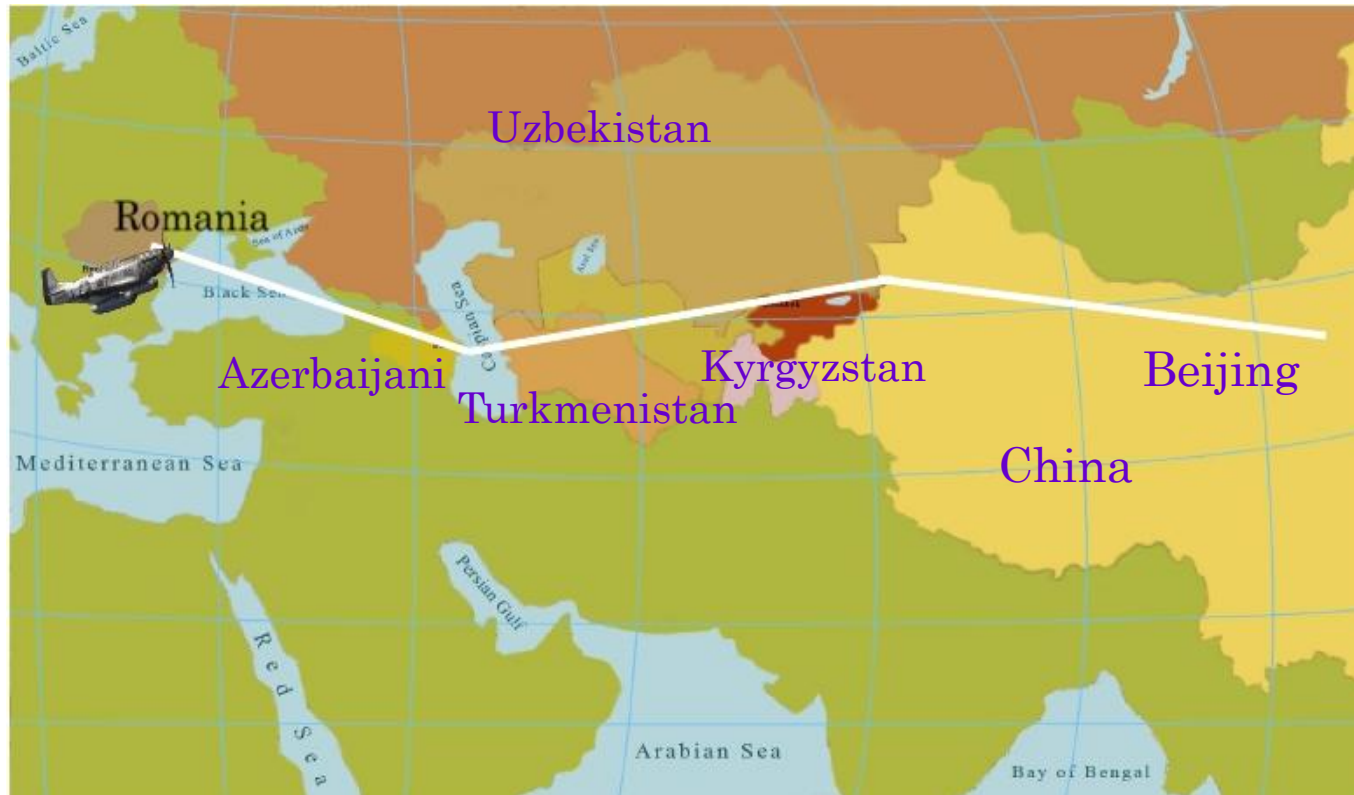 Baltic Sea
Uzbekistan
Romania
Sea of Azov
Aral Sea
Black Sea
Caspian Sea
Azerbaijani
Kyrgyzstan
Beijing
Turkmenistan
Mediterranean Sea
China
Persian Gulf
Red Sea
Arabian Sea
Bay of Bengal